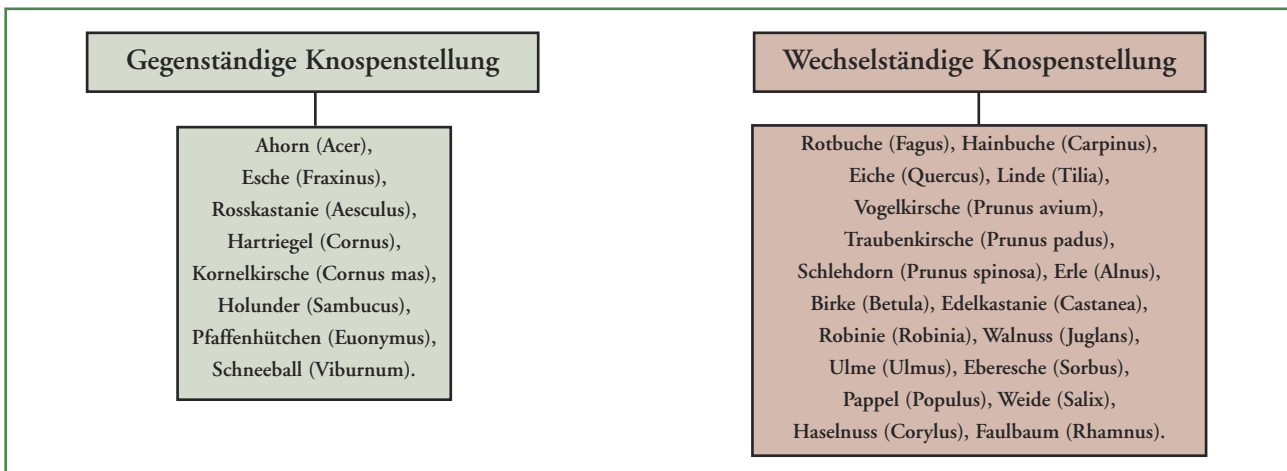 Gegenständige Knospenstellung
Ahorn (Acer),
Esche (Fraxinus),
Rosskastanie (Aesculus),
Hartriegel (Cornus),
Kornelkirsche (Cornus mas),
Holunder (Sambucus),
Pfaffenhütchen (Euonymus),
Schneeball (Viburnum).
Wechselständige Knospenstellung
Rotbuche (Fagus), Hainbuche (Carpinus),
Eiche (Quercus), Linde (Tilia),
Vogelkirsche (Prunus avium),
Traubenkirsche (Prunus padus),
Schlehdorn (Prunus spinosa), Erle (Alnus),
Birke (Betula), Edelkastanie (Castanea),
Robinie (Robinia), Walnuss (Juglans),
Ulme (Ulmus), Eberesche (Sorbus),
Pappel (Populus), Weide (Salix),
Haselnuss (Corylus), Faulbaum (Rhamnus).